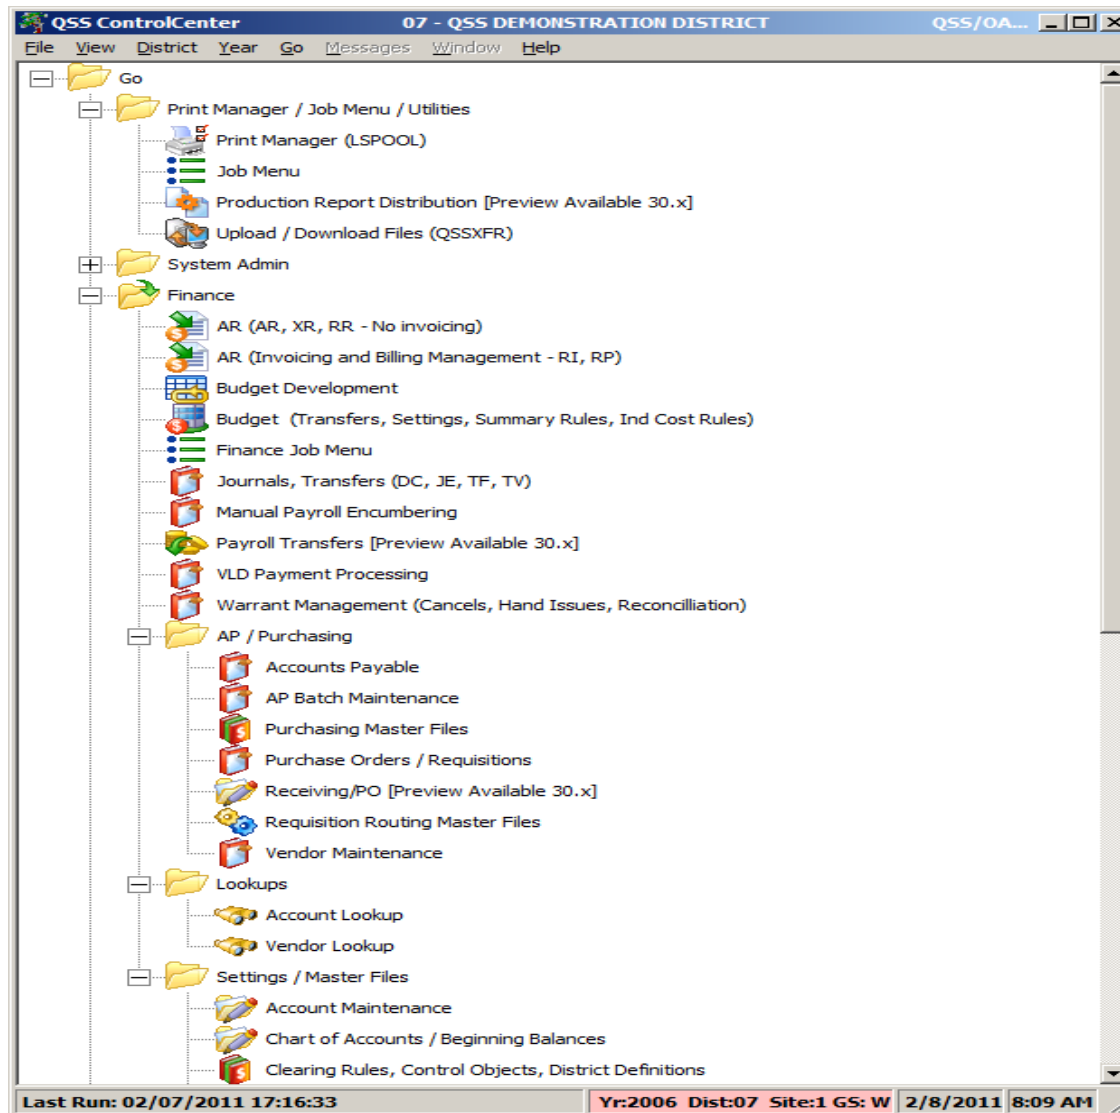 QSS ControlCenter 07 - QSS DEMONSTRATION DISTRICT QSS/OA...
File View District Year Go Messages Window Help
Go
Print Manager / Job Menu / Utilities
Print Manager (LSPOOL)
Job Menu
Production Report Distribution [Preview Available 30.x]
Upload / Download Files (QSSXFR)
System Admin
Finance
AR (AR, XR, RR - No invoicing)
AR (Invoicing and Billing Management - RI, RP)
Budget Development
Budget (Transfers, Settings, Summary Rules, Ind Cost Rules)
Finance Job Menu
Journals, Transfers (DC, JE, TF, TV)
Manual Payroll Encumbering
Payroll Transfers [Preview Available 30.x]
VLD Payment Processing
Warrant Management (Cancels, Hand Issues, Reconcilliation)
AP / Purchasing
Accounts Payable
AP Batch Maintenance
Purchasing Master Files
Purchase Orders / Requisitions
Receiving/PO [Preview Available 30.x]
Requisition Routing Master Files
Vendor Maintenance
Lookups
Account Lookup
Vendor Lookup
Settings / Master Files
Account Maintenance
Chart of Accounts / Beginning Balances
Clearing Rules, Control Objects, District Definitions
Last Run: 02/07/2011 17:16:33 Yr:2006 Dist:07 Site:1 GS: W 2/8/2011 8:09 AM